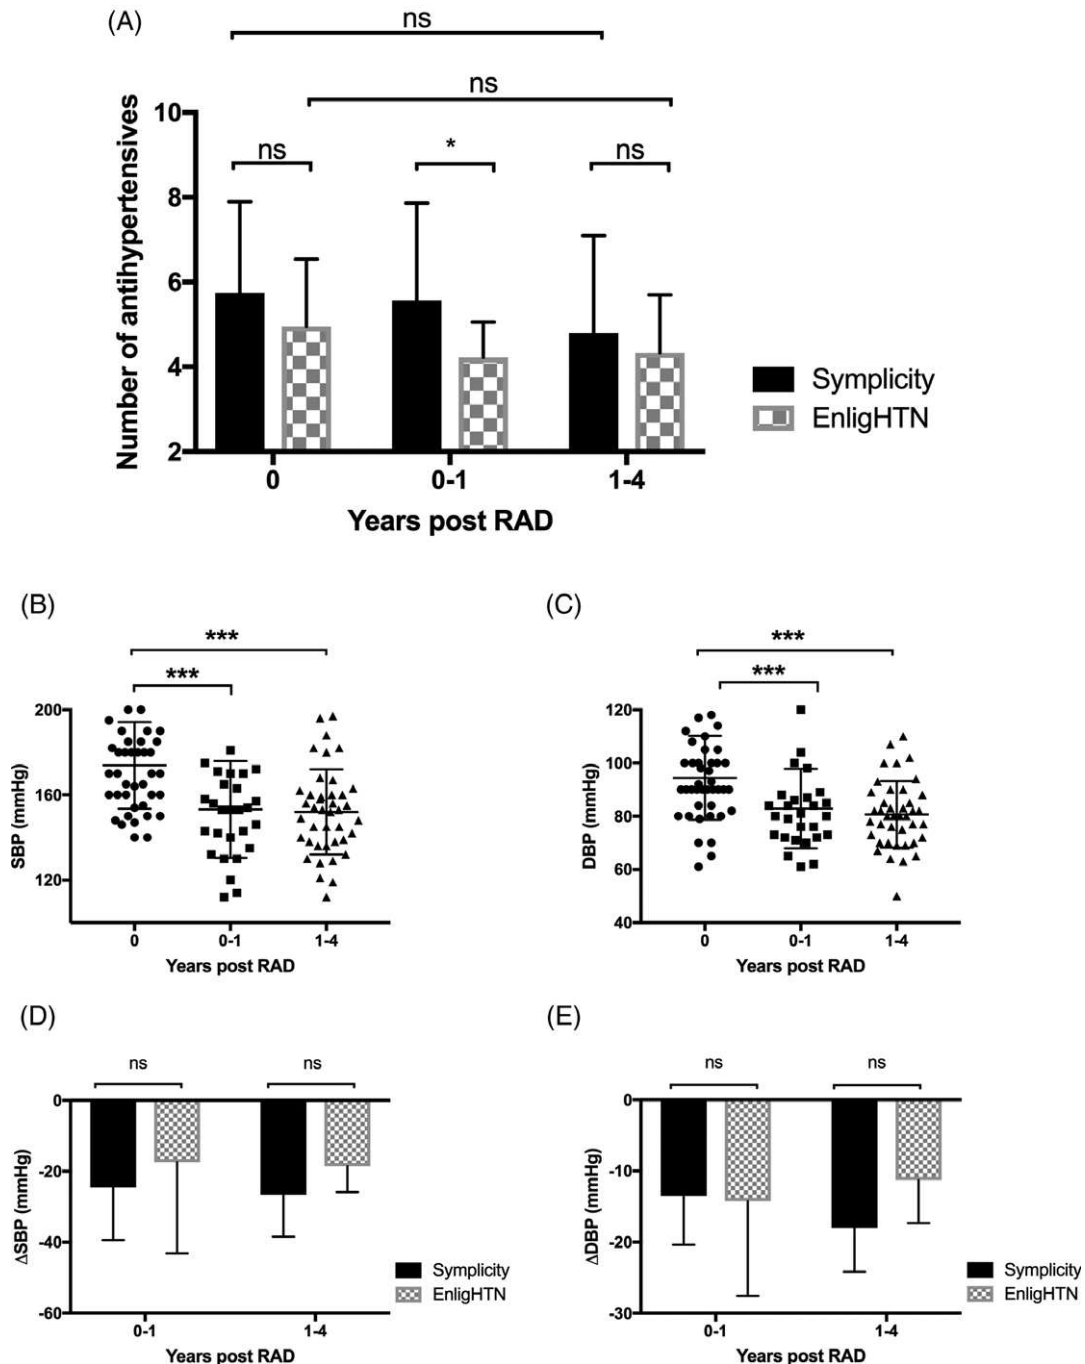 (A)
ns
ns
ns
*
ns
Number of antihypertensives
10
8
6
4
2
0
0-1
1-4
Years post RAD
Symplicity
EnligHTN
(B)
***
***
SBP (mmHg)
200
160
120
0
0-1
1-4
Years post RAD
(C)
***
***
DBP (mmHg)
120
100
80
60
40
0
0-1
1-4
Years post RAD
(D)
ns
ns
ΔSBP (mmHg)
0
-20
-40
-60
0-1
1-4
Years post RAD
Symplicity
EnligHTN
(E)
ns
ns
ΔDBP (mmHg)
0
-10
-20
-30
0-1
1-4
Years post RAD
Symplicity
EnligHTN